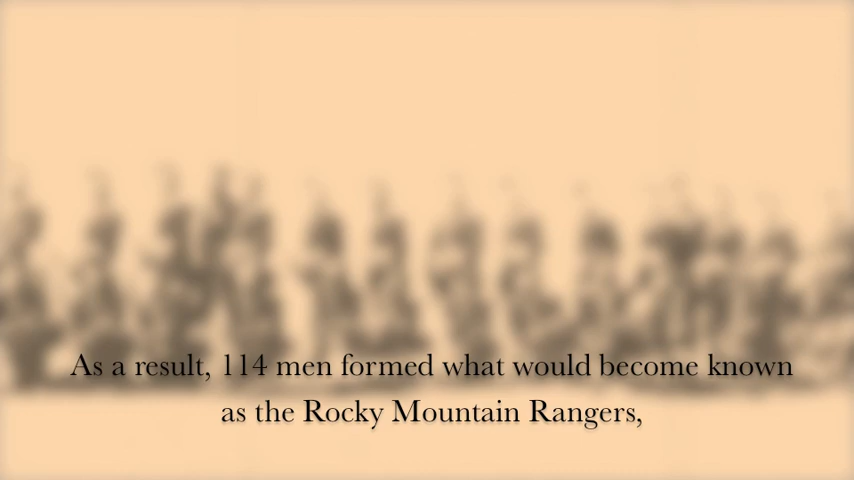 As a result, 114 men formed what would become known
as the Rocky Mountain Rangers,